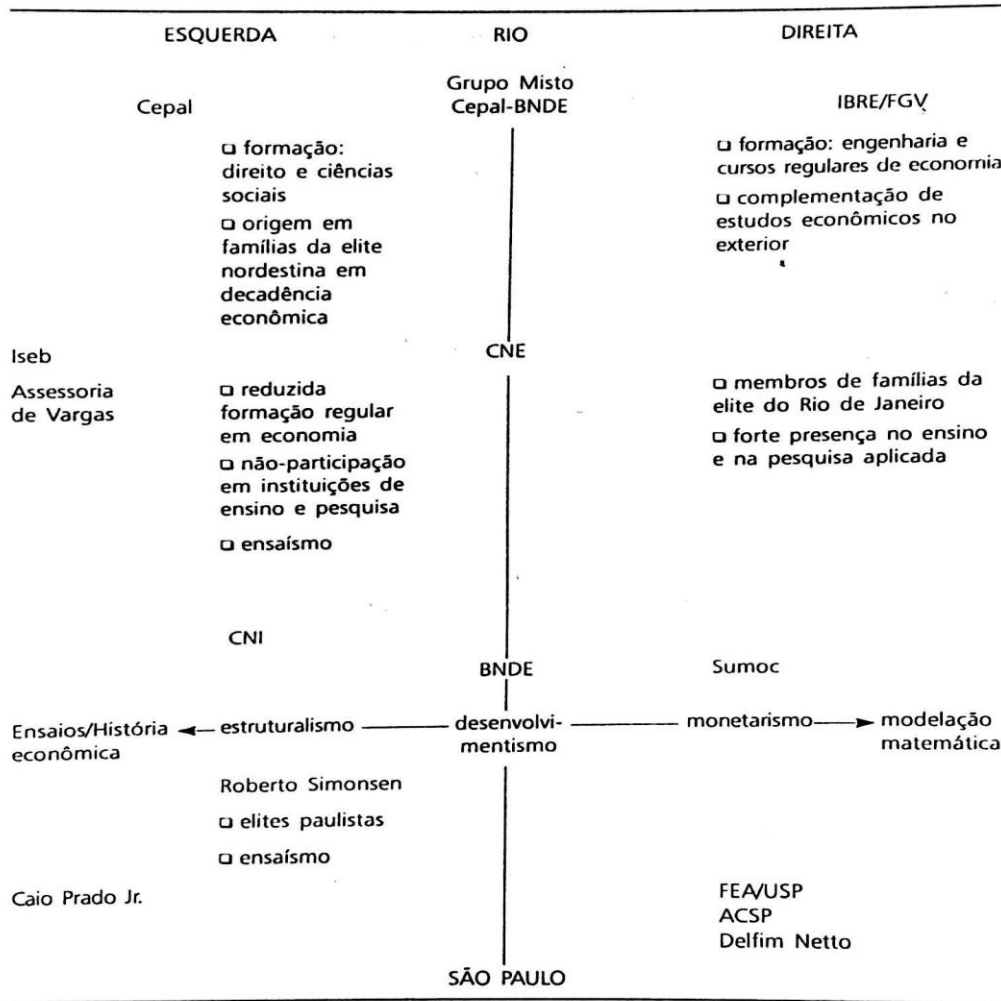 ESQUERDA RIO DIREITA
Grupo Misto
Cepal-BNDE
Cepal
IBRE/FGV
□ formação:
direito e ciências
sociais
□ origem em
famílias da elite
nordestina em
decadência
econômica
□ formação: engenharia e
cursos regulares de economia
□ complementação de
estudos econômicos no
exterior
CNE
Iseb
Assessoria
de Vargas
□ reduzida
formação regular
em economia
□ não-participação
em instituições de
ensino e pesquisa
□ ensaísmo
□ membros de famílias da
elite do Rio de Janeiro
□ forte presença no ensino
e na pesquisa aplicada
CNI
BNDE
Sumoc
Ensaios/História
econômica
estruturalismo
desenvolvi-
mentismo
monetarismo
modelação
matemática
Roberto Simonsen
□ elites paulistas
□ ensaísmo
Caio Prado Jr.
FEA/USP
ACSP
Delfim Netto
SÃO PAULO